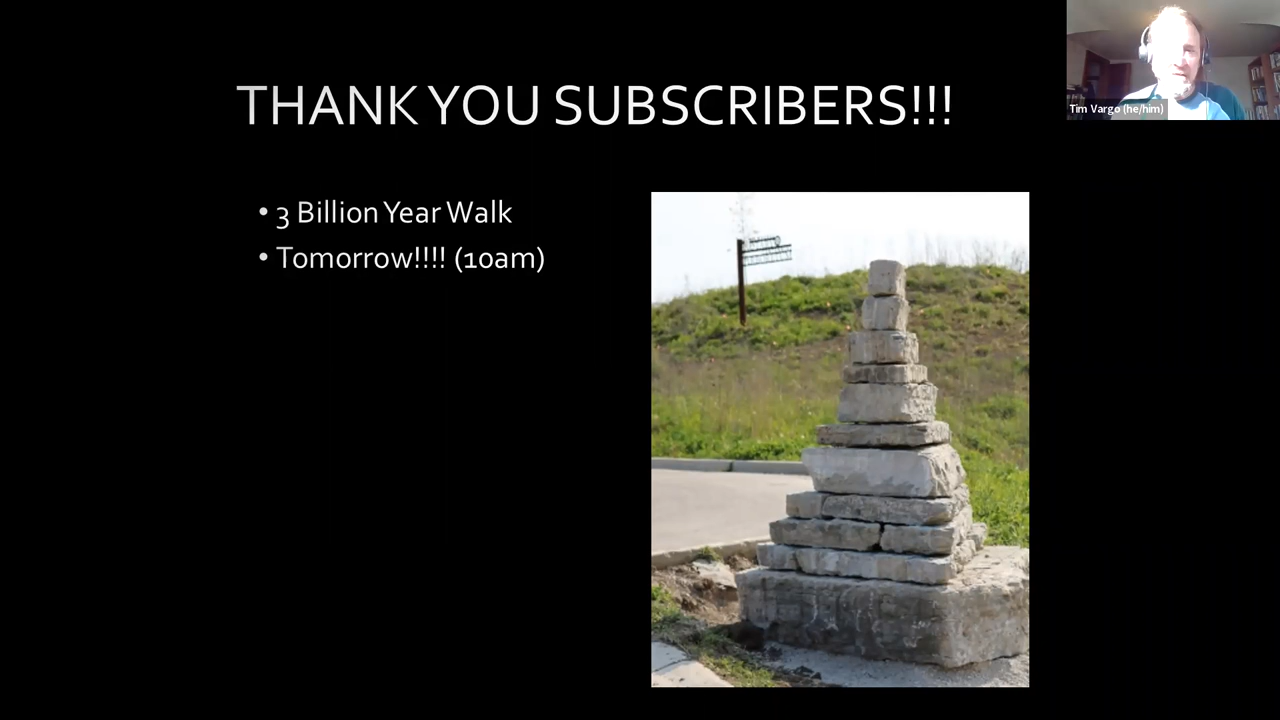 THANK YOU SUBSCRIBERS!!!
Tim Vargo (he/him)
• 3 Billion Year Walk
• Tomorrow!!!! (10am)